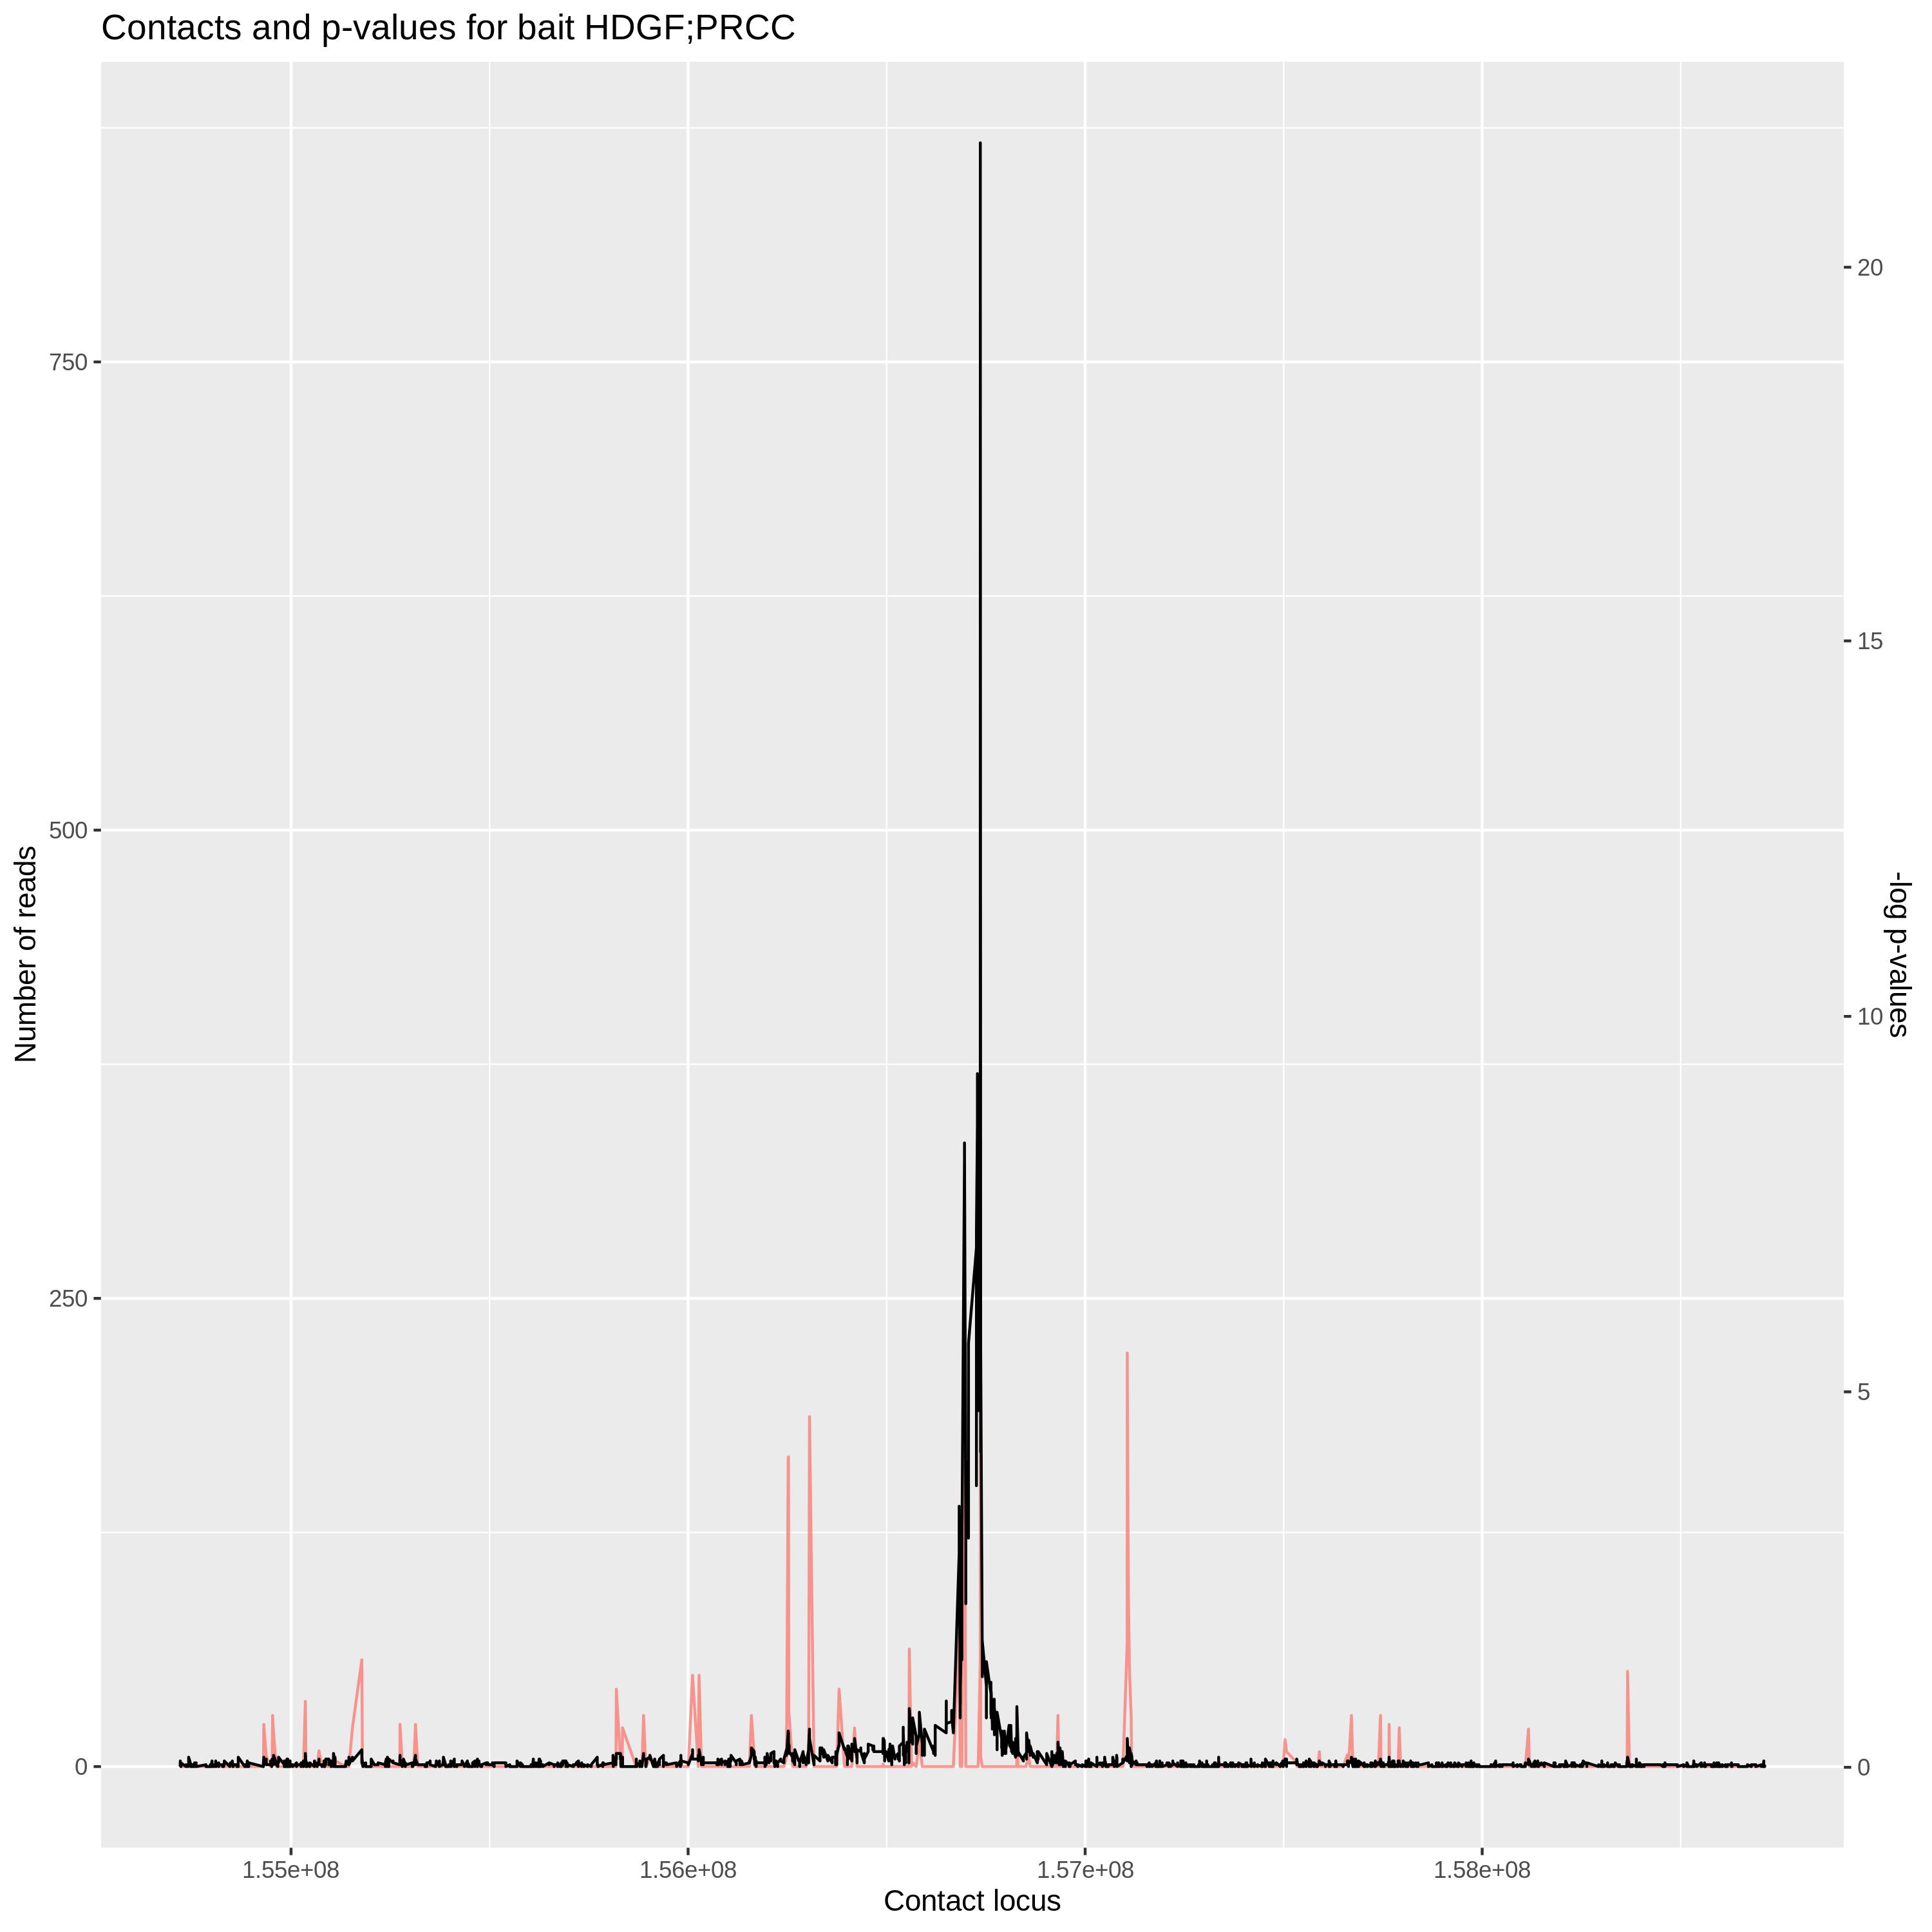 Contacts and p-values for bait HDGF;PRCC
Number of reads
750
500
250
0
20
15
10
5
0
-log p-values
1.55e+08
1.56e+08
1.57e+08
1.58e+08
Contact locus